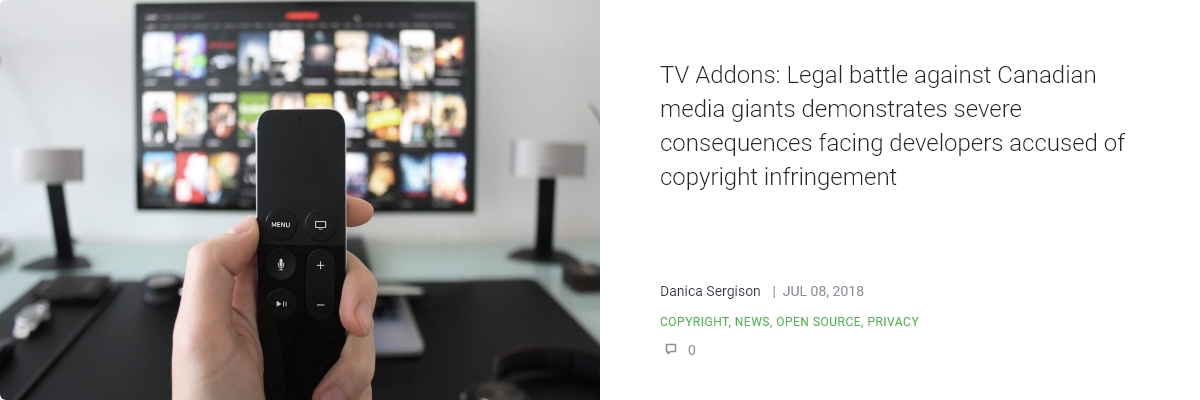 MENU
TV Addons: Legal battle against Canadian
media giants demonstrates severe
consequences facing developers accused of
copyright infringement
Danica Sergison | JUL 08, 2018
COPYRIGHT, NEWS, OPEN SOURCE, PRIVACY
0